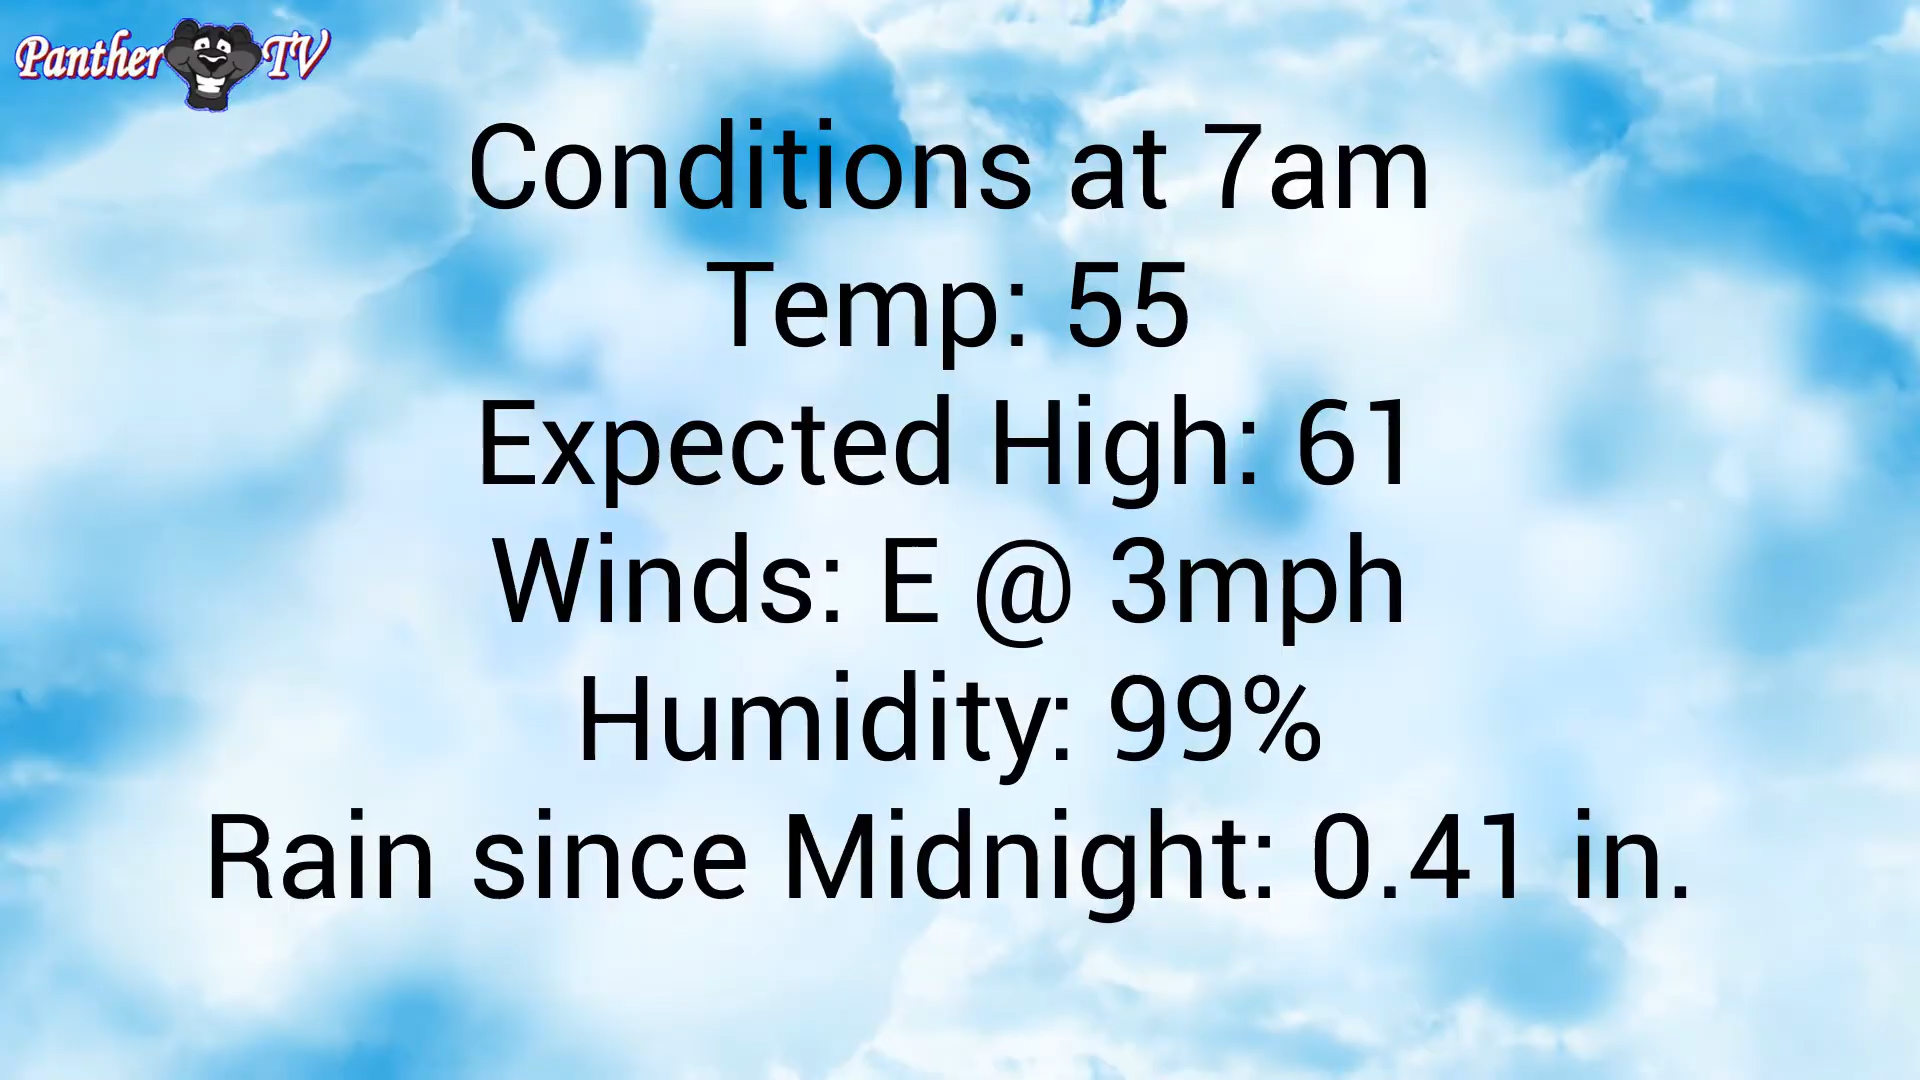 Panther TV
Conditions at 7am
Temp: 55
Expected High: 61
Winds: E @ 3mph
Humidity: 99%
Rain since Midnight: 0.41 in.